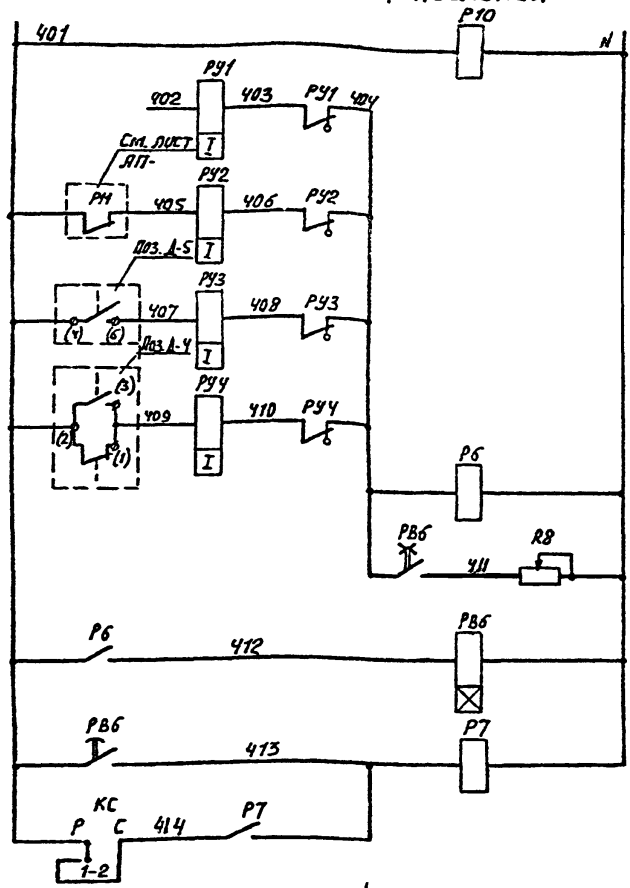 401
P10
N
РУ1
402
403
РУ1
404
I
См. лист
АП-
РН
405
РУ2
406
РУ2
I
Поз. Д-5
407
(4)
(6)
РУ3
408
РУ3
I
Поз. Д-4
(3)
(2)
(1)
409
РУ4
410
РУ4
I
Р6
РВ6
411
R8
Р6
412
РВ6
РВ6
413
Р7
КС
Р
С
414
Р7
1-2